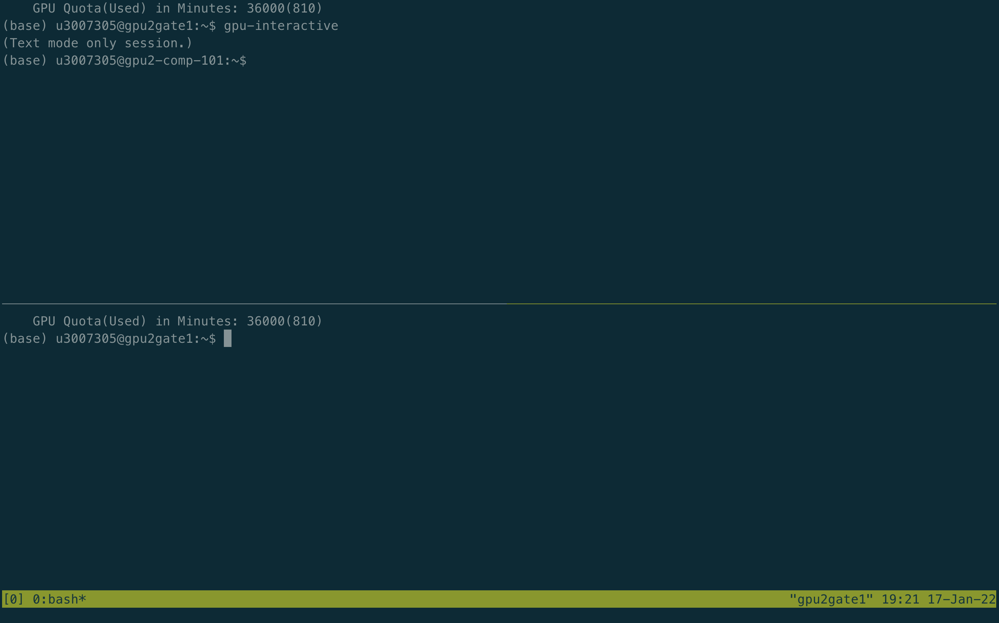 GPU Quota(Used) in Minutes: 36000(810)
(base) u3007305@gpu2gate1:~$ gpu-interactive
(Text mode only session.)
(base) u3007305@gpu2-comp-101:~$
GPU Quota(Used) in Minutes: 36000(810)
(base) u3007305@gpu2gate1:~$
[0] 0:bash* "gpu2gate1" 19:21 17-Jan-22